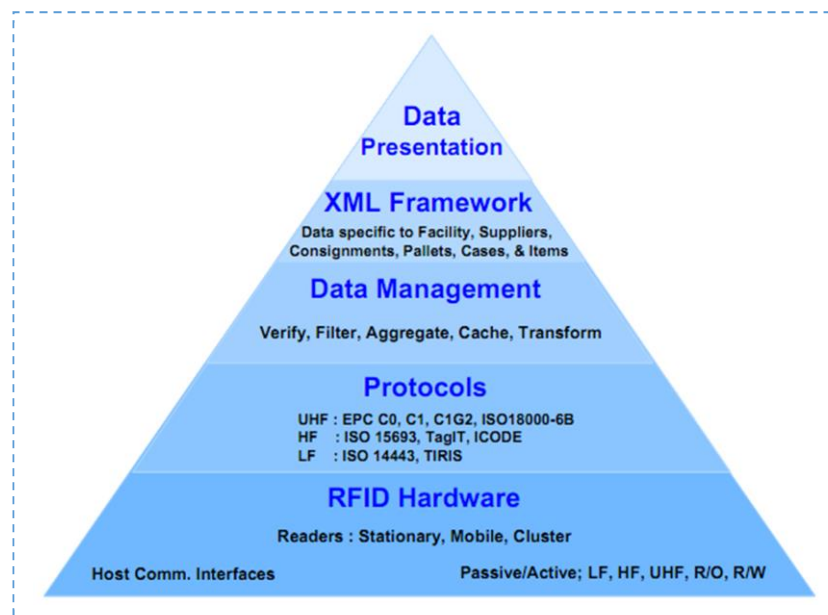 Data
Presentation
XML Framework
Data specific to Facility, Suppliers,
Consignments, Pallets, Cases, & Items
Data Management
Verify, Filter, Aggregate, Cache, Transform
Protocols
UHF : EPC C0, C1, C1G2, ISO18000-6B
HF : ISO 15693, TagIT, ICODE
LF : ISO 14443, TIRIS
RFID Hardware
Readers : Stationary, Mobile, Cluster
Host Comm. Interfaces Passive/Active; LF, HF, UHF, R/O, R/W